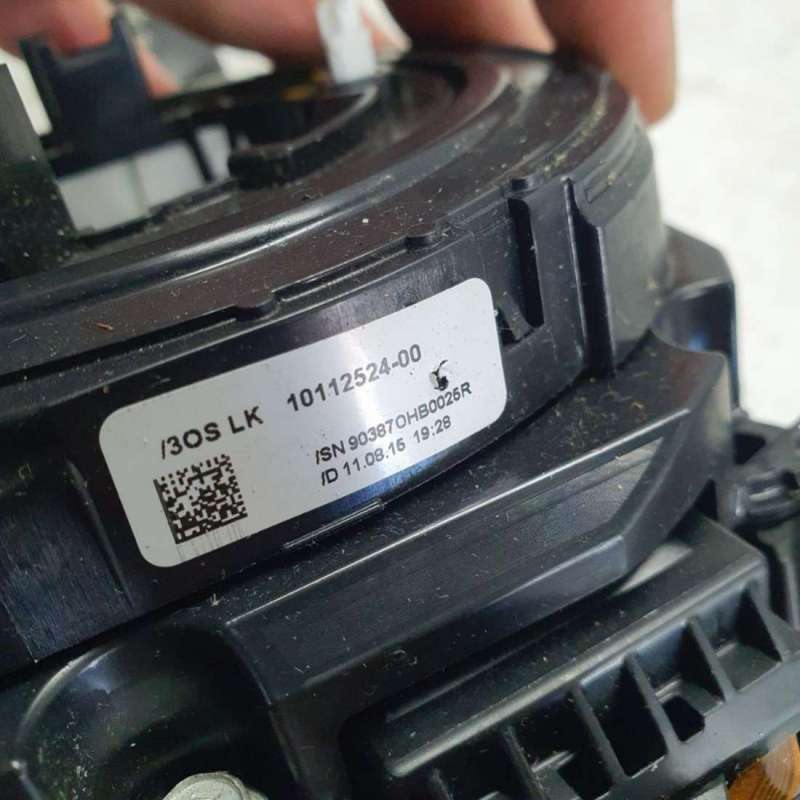 /3OS LK 10112524-00
/SN 90387OHB0025R
/D 11.08.15 19:28